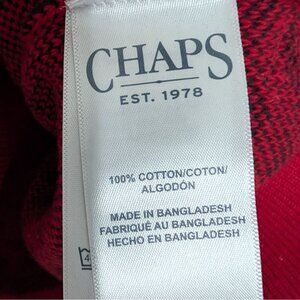 CHAPS
EST. 1978
100% COTTON/COTON/
ALGODÓN
MADE IN BANGLADESH
FABRIQUÉ AU BANGLADESH
HECHO EN BANGLADESH